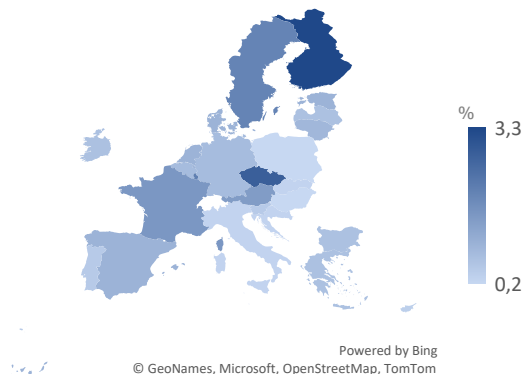 %
3,3
0,2
Powered by Bing
© GeoNames, Microsoft, OpenStreetMap, TomTom